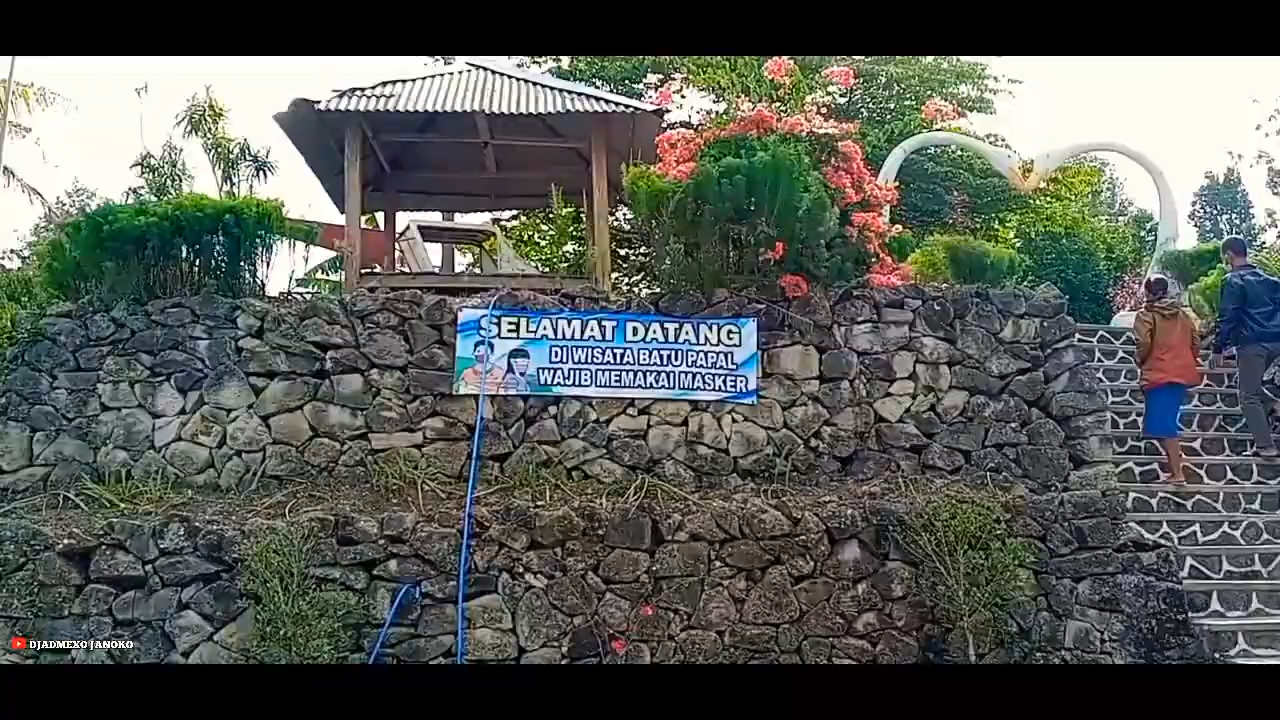 SELAMAT DATANG
DI WISATA BATU PAPAL
WAJIB MEMAKAI MASKER
DJADMEXO JANOKO